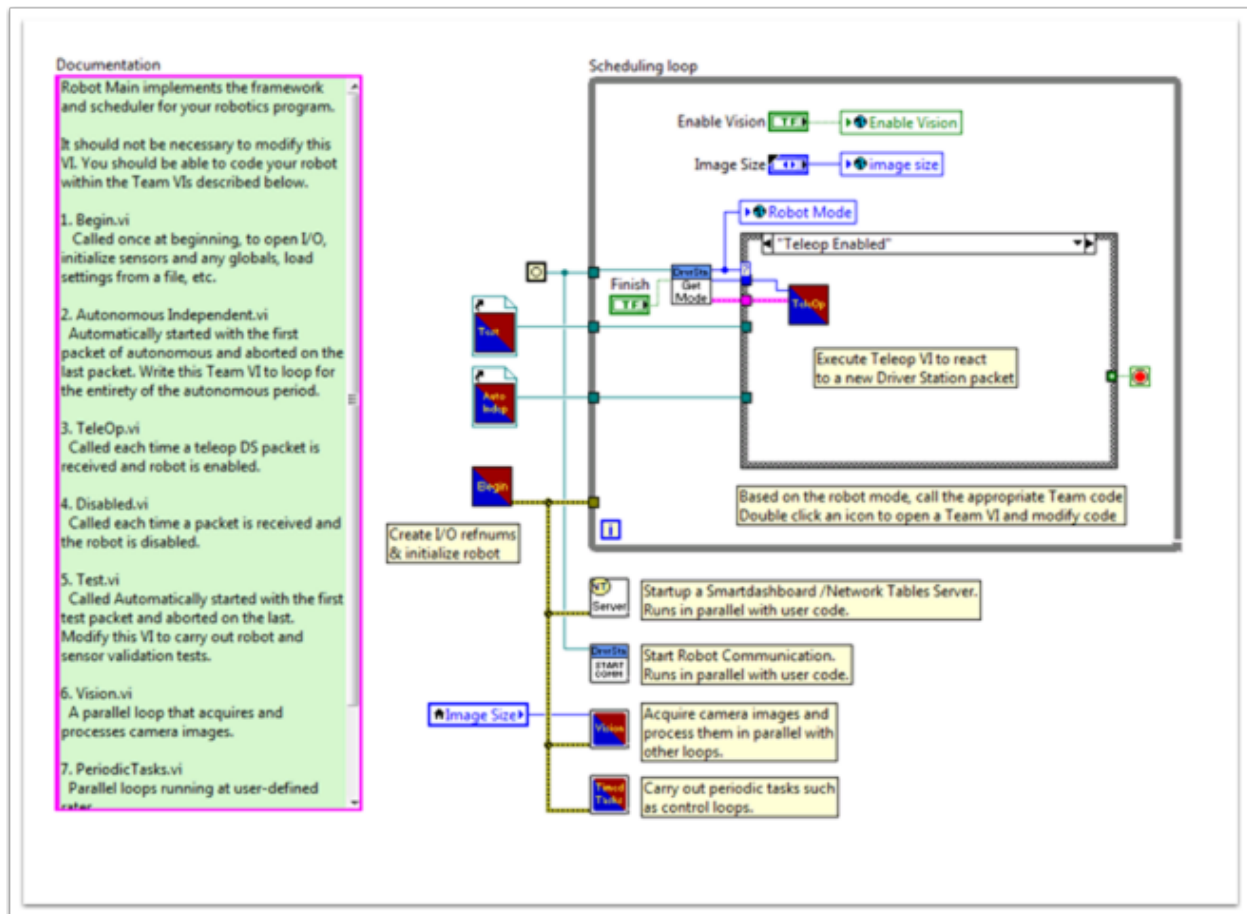 Documentation
Robot Main implements the framework
and scheduler for your robotics program.
It should not be necessary to modify this
VI. You should be able to code your robot
within the Team VIs described below.
1. Begin.vi
Called once at beginning, to open I/O,
initialize sensors and any globals, load
settings from a file, etc.
2. Autonomous Independent.vi
Automatically started with the first
packet of autonomous and aborted on the
last packet. Write this Team VI to loop for
the entirety of the autonomous period.
3. TeleOp.vi
Called each time a teleop DS packet is
received and robot is enabled.
4. Disabled.vi
Called each time a packet is received and
the robot is disabled.
5. Test.vi
Called Automatically started with the first
test packet and aborted on the last.
Modify this VI to carry out robot and
sensor validation tests.
6. Vision.vi
A parallel loop that acquires and
processes camera images.
7. PeriodicTasks.vi
Parallel loops running at user-defined
Scheduling loop
Enable Vision
TF
Enable Vision
Image Size
image size
Robot Mode
"Teleop Enabled"
Finish
TF
DrvrSta
Get
Mode
?
TeleOp
Test
Execute Teleop VI to react
to a new Driver Station packet
Auto
Indep
Begin
Based on the robot mode, call the appropriate Team code
Double click an icon to open a Team VI and modify code
i
Create I/O refnums
& initialize robot
NT
Server
Startup a Smartdashboard /Network Tables Server.
Runs in parallel with user code.
DrvrSta
START
COMM
Start Robot Communication.
Runs in parallel with user code.
Image Size
Vision
Acquire camera images and
process them in parallel with
other loops.
Timed
Tasks
Carry out periodic tasks such
as control loops.